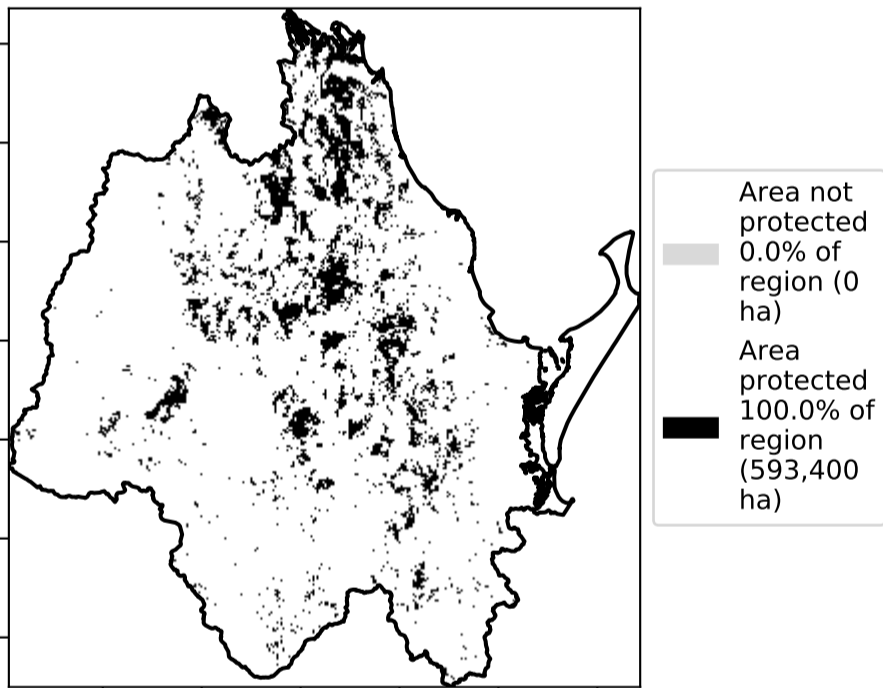 Area not
protected
0.0% of
region (0
ha)
Area
protected
100.0% of
region
(593,400
ha)